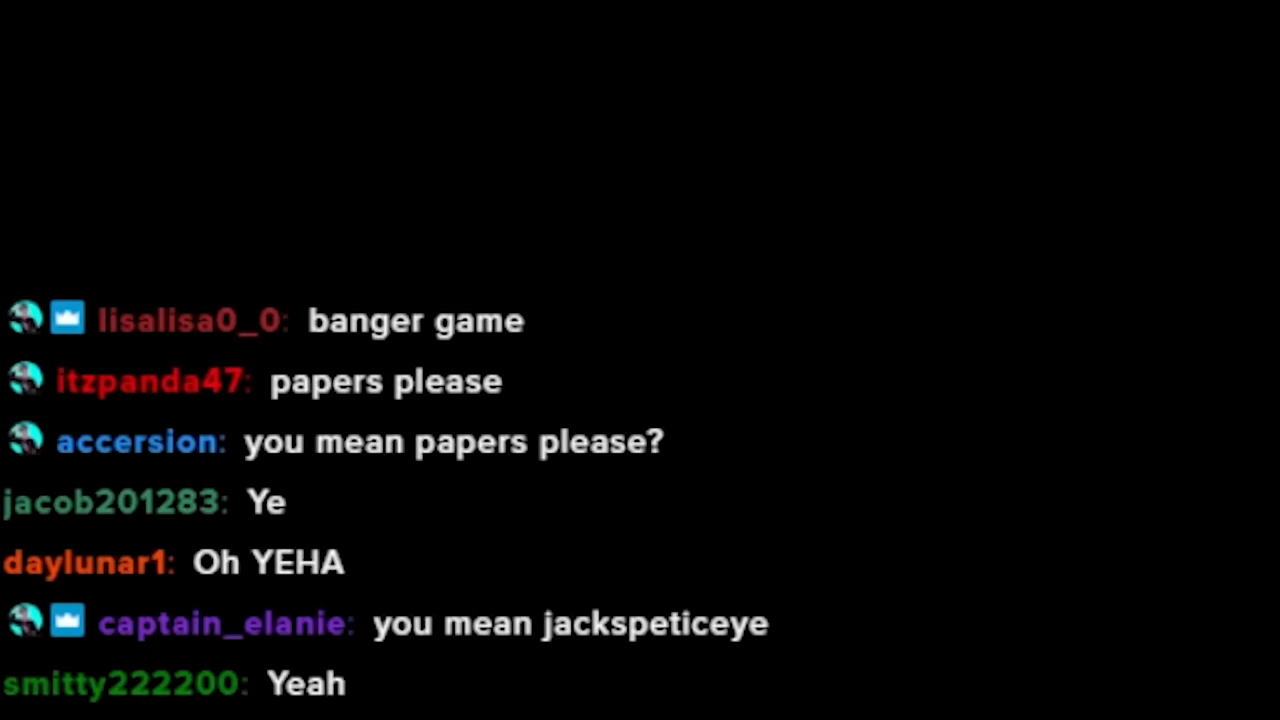 lisalisa0_0: banger game
itzpanda47: papers please
accersion: you mean papers please?
jacob201283: Ye
daylunar1: Oh YEHA
captain_elanie: you mean jackspeticeye
smitty222200: Yeah